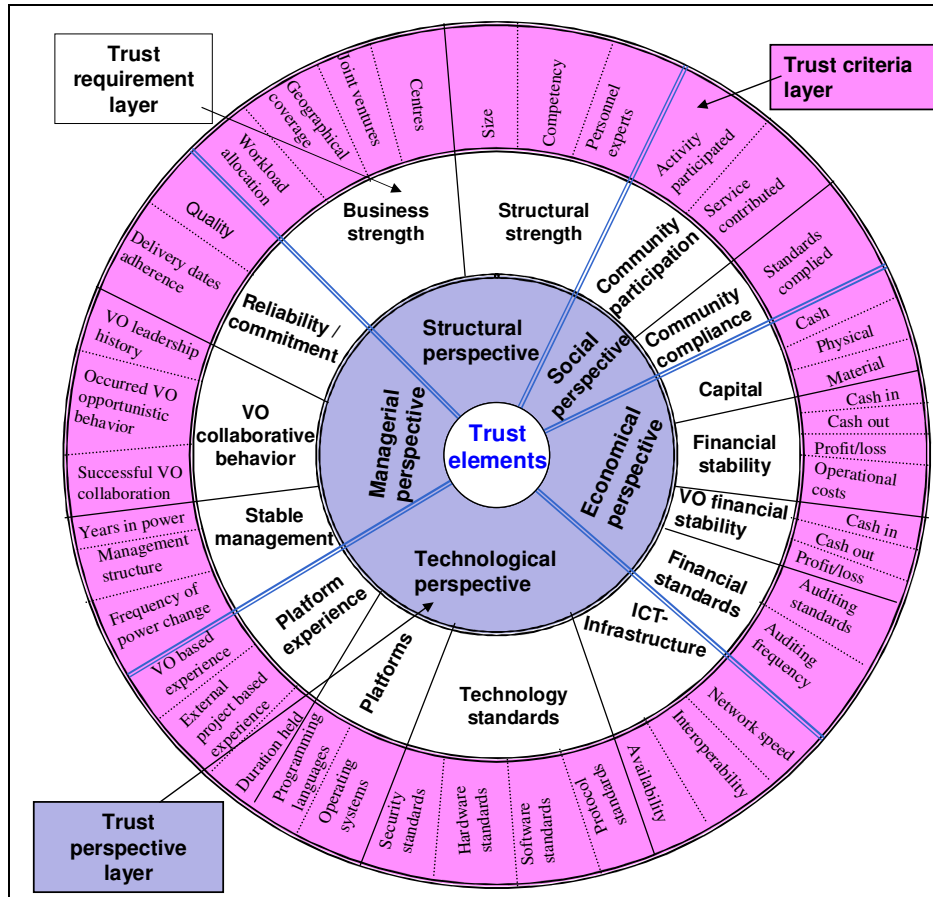 Trust
requirement
layer
Trust criteria
layer
Trust
perspective
layer
Trust
elements
Structural
perspective
Social
perspective
Economical
perspective
Technological
perspective
Managerial
perspective
Business
strength
Structural
strength
Community
participation
Community
compliance
Capital
Financial
stability
VO financial
stability
Financial
standards
ICT-
Infrastructure
Technology
standards
Platforms
Platform
experience
Stable
management
VO
collaborative
behavior
Reliability /
commitment
Workload
allocation
Geographical
coverage
Joint ventures
Centres
Size
Competency
Personnel
experts
Activity
participated
Service
contributed
Standards
complied
Cash
Physical
Material
Cash in
Cash out
Profit/loss
Operational
costs
Cash in
Cash out
Profit/loss
Auditing
standards
Auditing
frequency
Network speed
Interoperability
Availability
Protocol
standards
Software
standards
Hardware
standards
Security
standards
Operating
systems
Programming
languages
Duration held
External
project based
experience
VO based
experience
Frequency of
power change
Management
structure
Years in power
Successful VO
collaboration
Occurred VO
opportunistic
behavior
VO leadership
history
Delivery dates
adherence
Quality